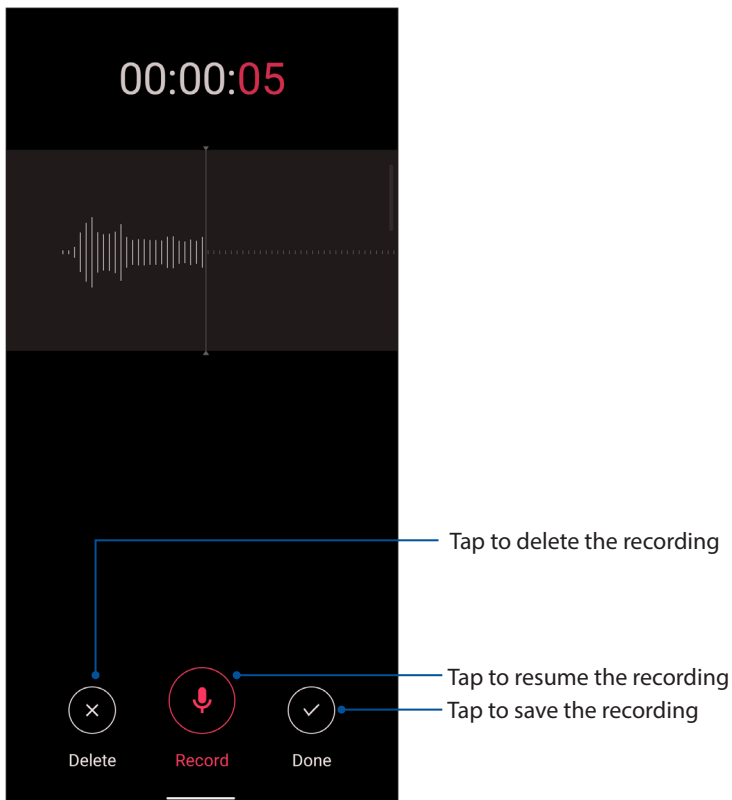 00:00:05
Tap to delete the recording
Tap to resume the recording
Tap to save the recording
Delete
Record
Done